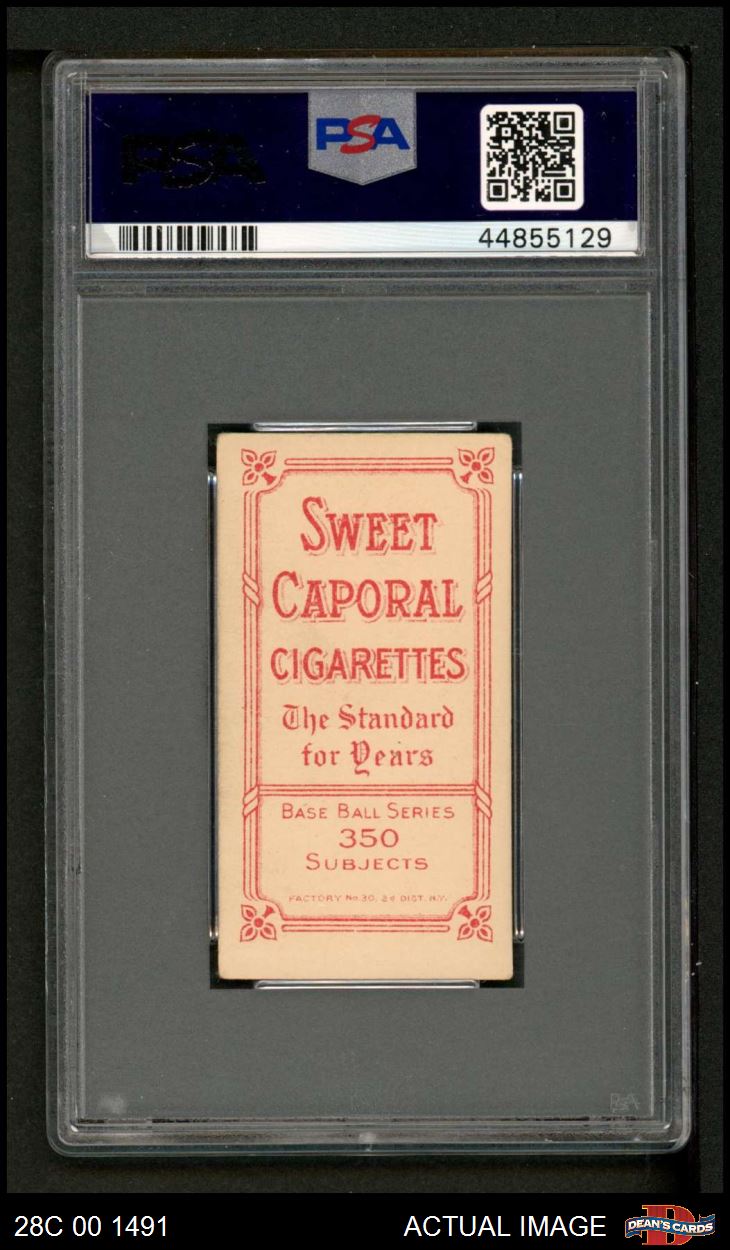 PSA
PSA
44855129
SWEET
CAPORAL
CIGARETTES
The Standard
for Years
BASE BALL SERIES
350
SUBJECTS
FACTORY No. 30, 2d DIST. N.Y.
PSA
28C 00 1491
ACTUAL IMAGE
D
DEAN'S CARDS